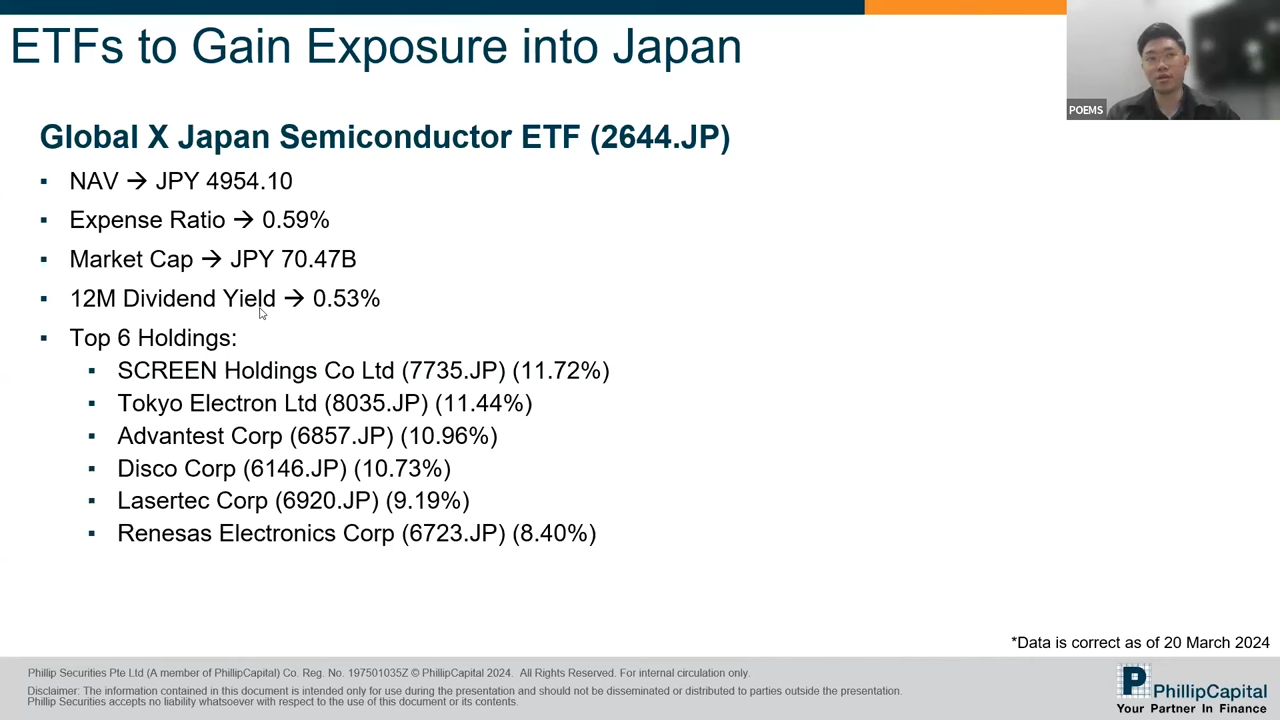 ETFs to Gain Exposure into Japan
POEMS
Global X Japan Semiconductor ETF (2644.JP)
▪ NAV → JPY 4954.10
▪ Expense Ratio → 0.59%
▪ Market Cap → JPY 70.47B
▪ 12M Dividend Yield → 0.53%
▪ Top 6 Holdings:
▪ SCREEN Holdings Co Ltd (7735.JP) (11.72%)
▪ Tokyo Electron Ltd (8035.JP) (11.44%)
▪ Advantest Corp (6857.JP) (10.96%)
▪ Disco Corp (6146.JP) (10.73%)
▪ Lasertec Corp (6920.JP) (9.19%)
▪ Renesas Electronics Corp (6723.JP) (8.40%)
*Data is correct as of 20 March 2024
Phillip Securities Pte Ltd (A member of PhillipCapital) Co. Reg. No. 197501035Z © PhillipCapital 2024. All Rights Reserved. For internal circulation only.
Disclaimer: The information contained in this document is intended only for use during the presentation and should not be disseminated or distributed to parties outside the presentation.
Phillip Securities accepts no liability whatsoever with respect to the use of this document or its contents.
PhillipCapital
Your Partner In Finance